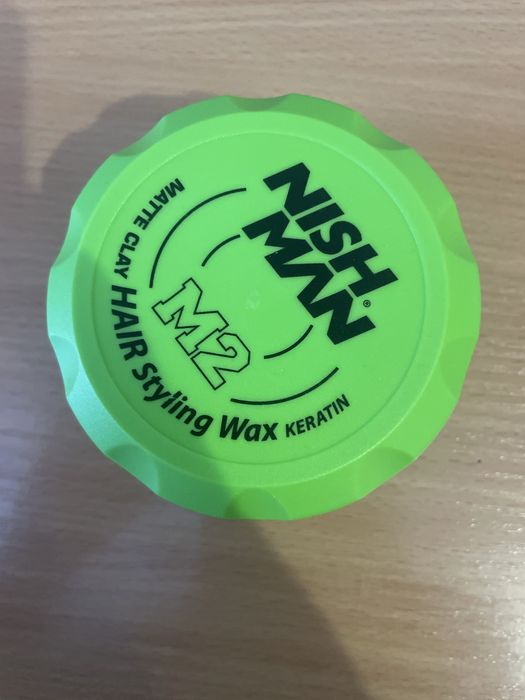 NISH
MAN®
M2
MATTE CLAY HAIR Styling Wax KERATIN